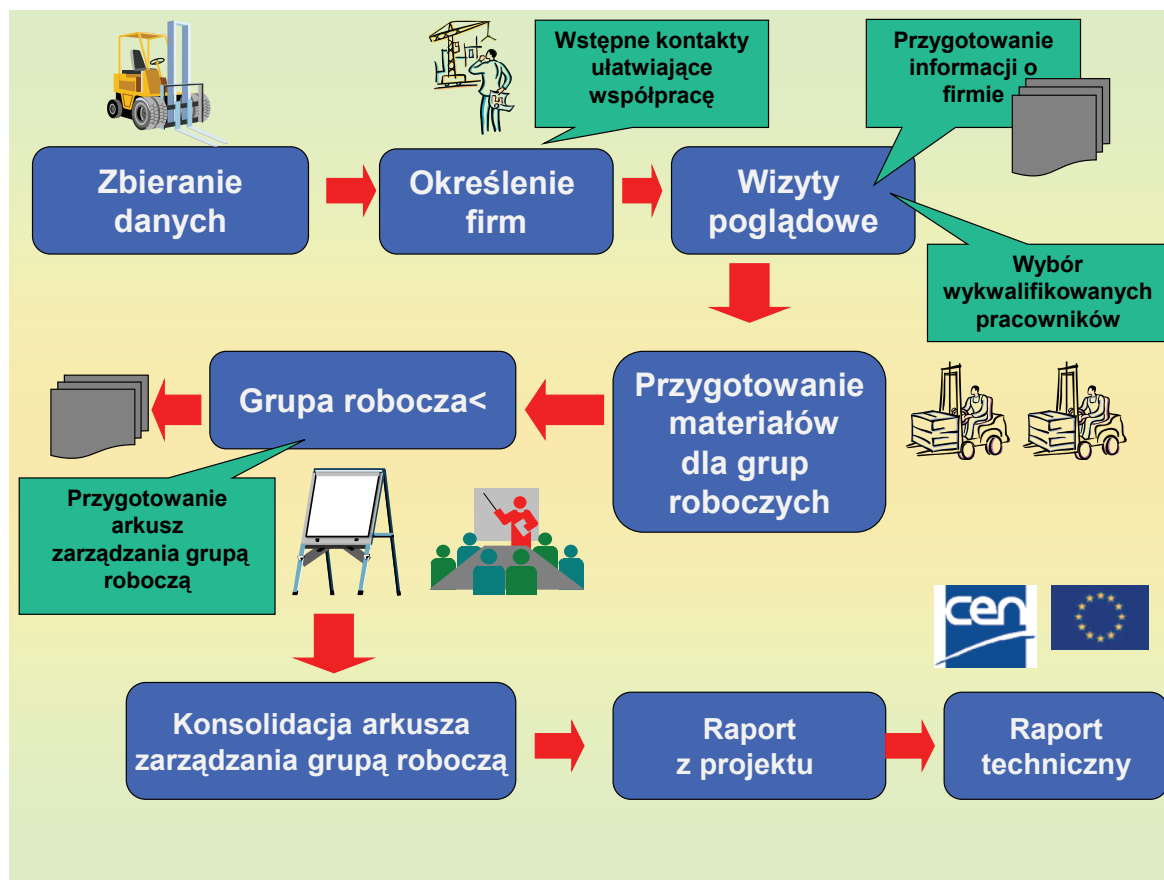 Wstępne kontakty
ułatwiające
współpracę
Przygotowanie
informacji o
firmie
Zbieranie
danych
Określenie
firm
Wizyty
poglądowe
Wybór
wykwalifikowanych
pracowników
Grupa robocza<
Przygotowanie
materiałów
dla grup
roboczych
Przygotowanie
arkusz
zarządzania grupą
roboczą
cen
Konsolidacja arkusza
zarządzania grupą roboczą
Raport
z projektu
Raport
techniczny